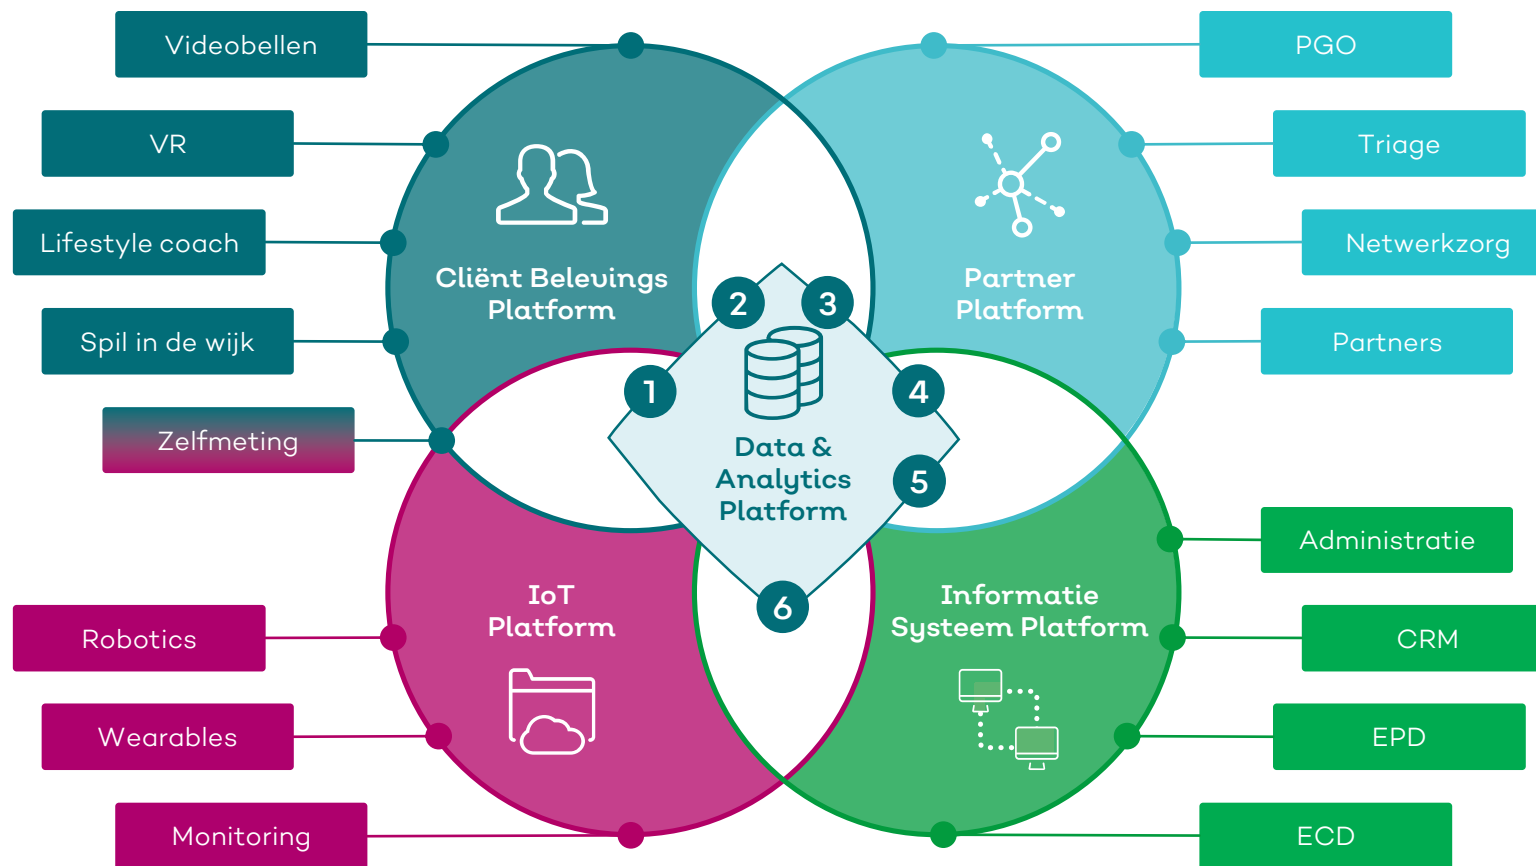 Videobellen
PGO
VR
Triage
Lifestyle coach
Netwerkzorg
Cliënt Belevings
Platform
Partner
Platform
2
3
Spil in de wijk
Partners
1
4
Zelfmeting
Data &
Analytics
Platform
5
Administratie
IoT
Platform
6
Informatie
Systeem Platform
Robotics
CRM
Wearables
EPD
Monitoring
ECD